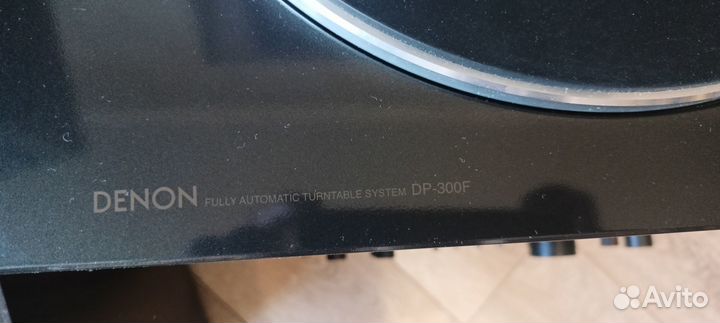 DENON FULLY AUTOMATIC TURNTABLE SYSTEM DP-300F
Avito